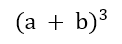 (a + b)³